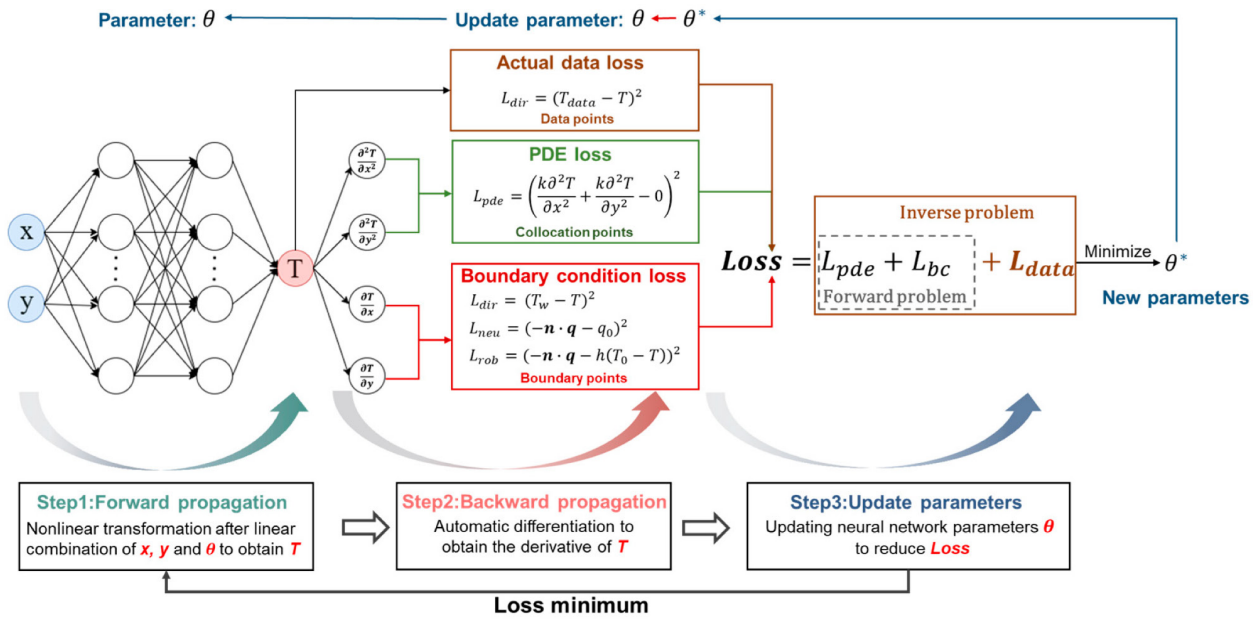 Parameter: θ
Update parameter: θ ← θ*
Actual data loss
L_dir = (T_data − T)²
Data points
PDE loss
L_pde = (k∂²T/∂x² + k∂²T/∂y² − 0)²
Collocation points
Boundary condition loss
L_dir = (T_w − T)²
L_neu = (−n · q − q₀)²
L_rob = (−n · q − h(T₀ − T))²
Boundary points
x
y
T
∂²T/∂x²
∂²T/∂y²
∂T/∂x
∂T/∂y
Inverse problem
Loss = L_pde + L_bc + L_data
Forward problem
Minimize
θ*
New parameters
Step1:Forward propagation
Nonlinear transformation after linear
combination of x, y and θ to obtain T
Step2:Backward propagation
Automatic differentiation to
obtain the derivative of T
Step3:Update parameters
Updating neural network parameters θ
to reduce Loss
Loss minimum